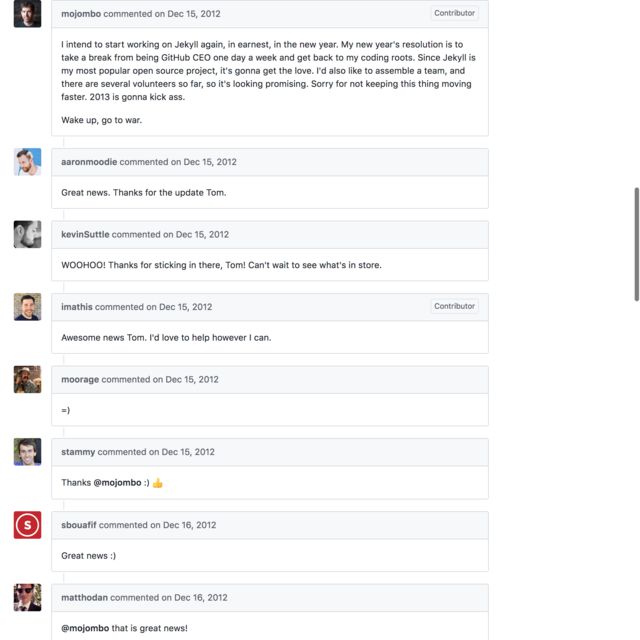 mojombo commented on Dec 15, 2012
Contributor
I intend to start working on Jekyll again, in earnest, in the new year. My new year's resolution is to
take a break from being GitHub CEO one day a week and get back to my coding roots. Since Jekyll is
my most popular open source project, it's gonna get the love. I'd also like to assemble a team, and
there are several volunteers so far, so it's looking promising. Sorry for not keeping this thing moving
faster. 2013 is gonna kick ass.
Wake up, go to war.
aaronmoodie commented on Dec 15, 2012
Great news. Thanks for the update Tom.
kevinSuttle commented on Dec 15, 2012
WOOHOO! Thanks for sticking in there, Tom! Can't wait to see what's in store.
imathis commented on Dec 15, 2012
Contributor
Awesome news Tom. I'd love to help however I can.
moorage commented on Dec 15, 2012
=)
stammy commented on Dec 15, 2012
Thanks @mojombo :) 👍
S
sbouafif commented on Dec 16, 2012
Great news :)
matthodan commented on Dec 16, 2012
@mojombo that is great news!